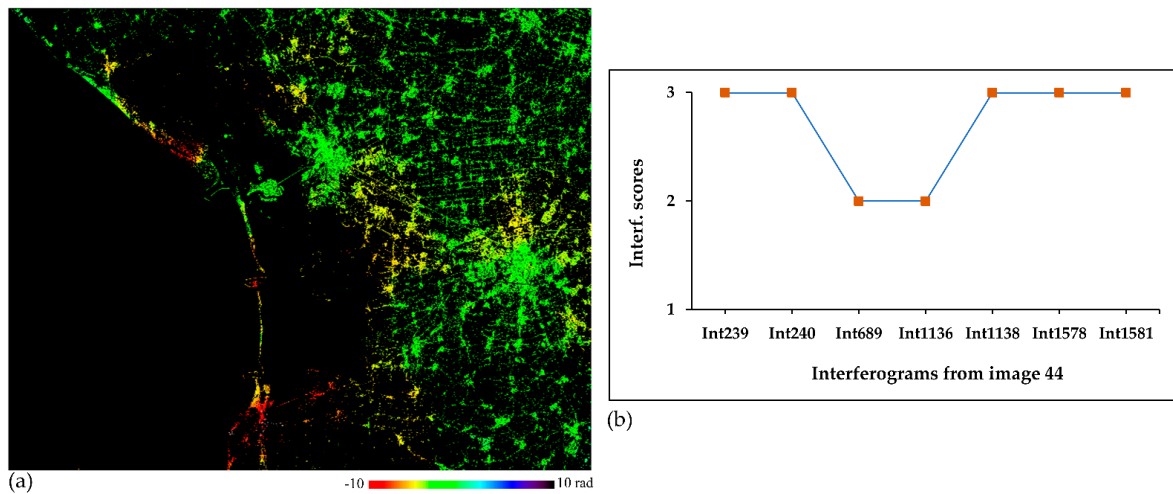 (a)
-10
10 rad
Interf. scores
3
2
1
Int239 Int240 Int689 Int1136 Int1138 Int1578 Int1581
Interferograms from image 44
(b)